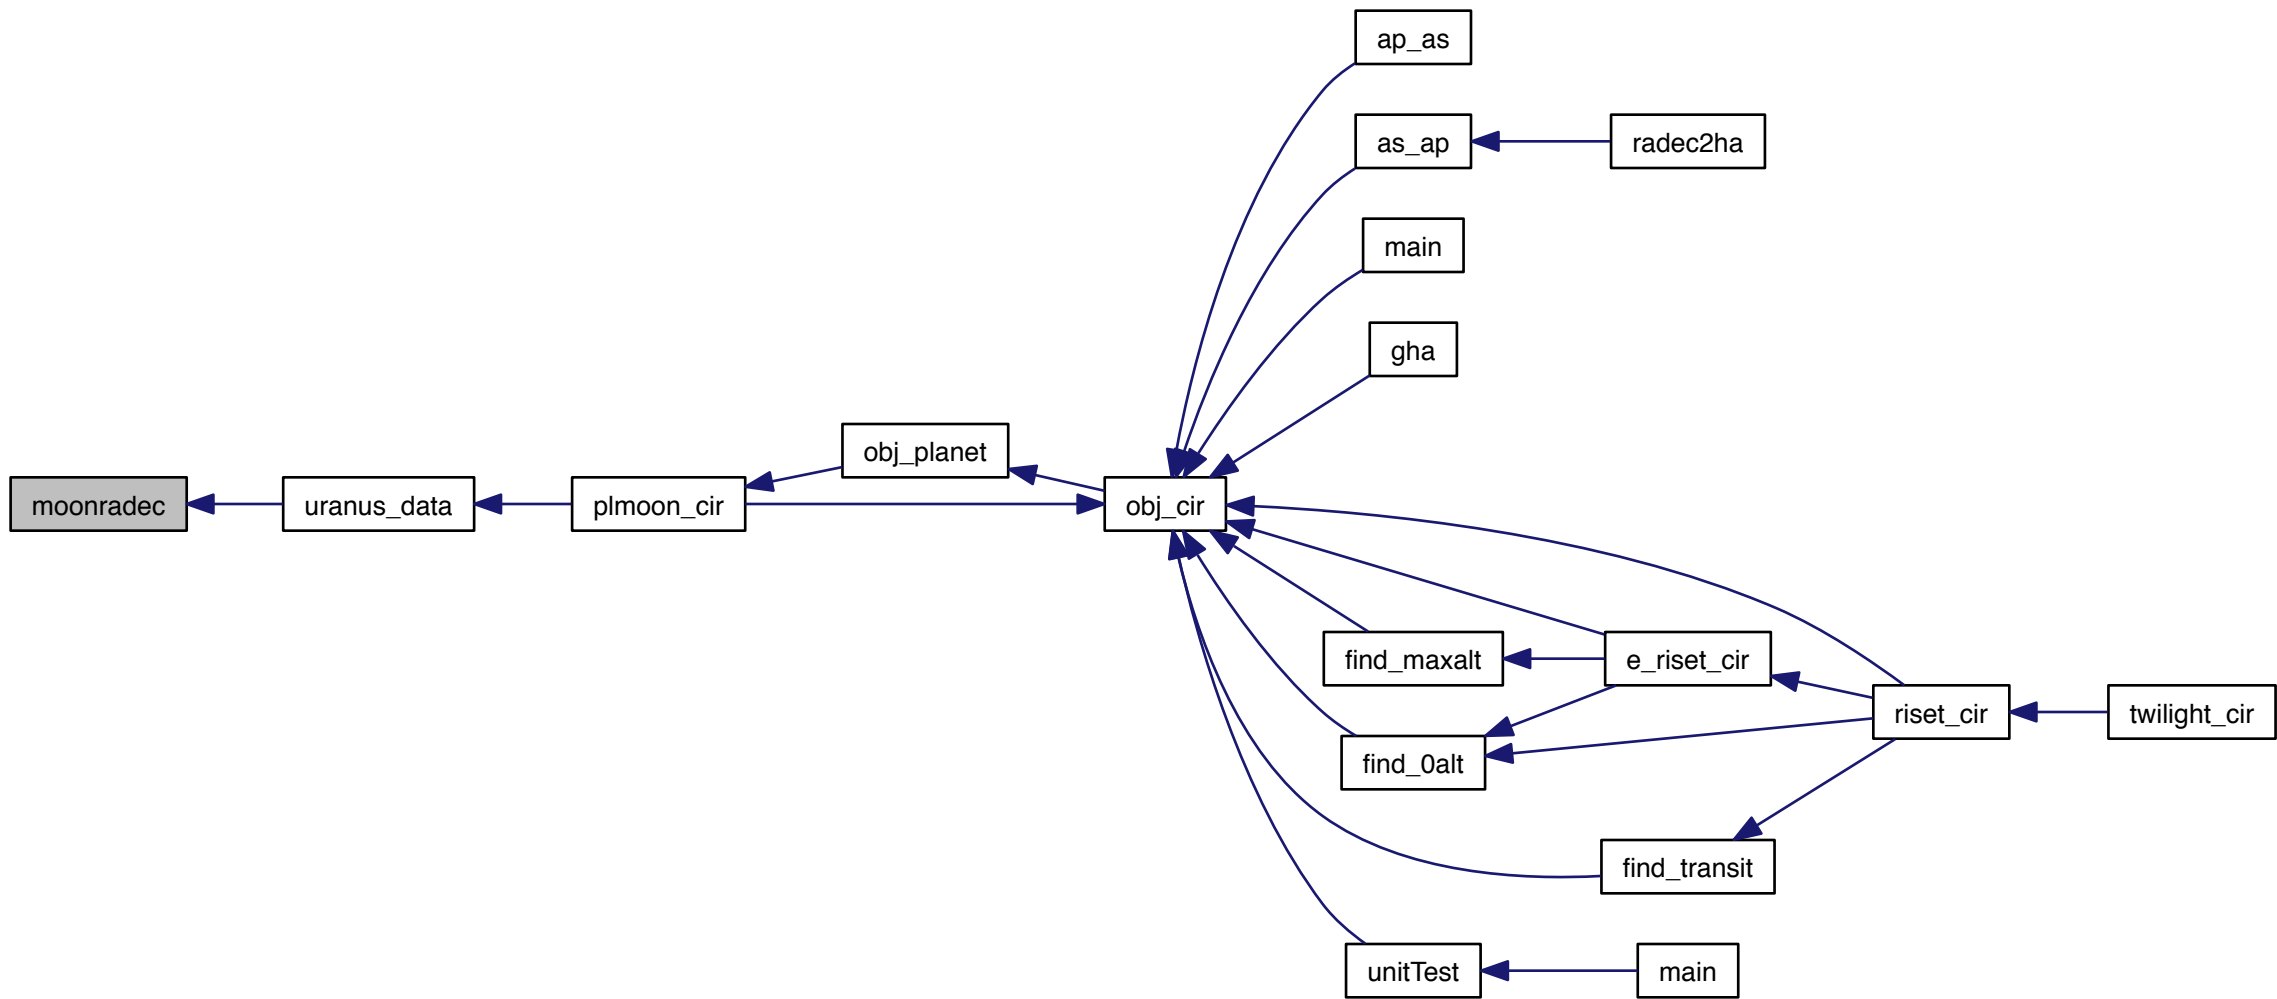 ap_as
as_ap
radec2ha
main
gha
obj_planet
moonradec
uranus_data
plmoon_cir
obj_cir
find_maxalt
e_riset_cir
riset_cir
twilight_cir
find_0alt
find_transit
unitTest
main